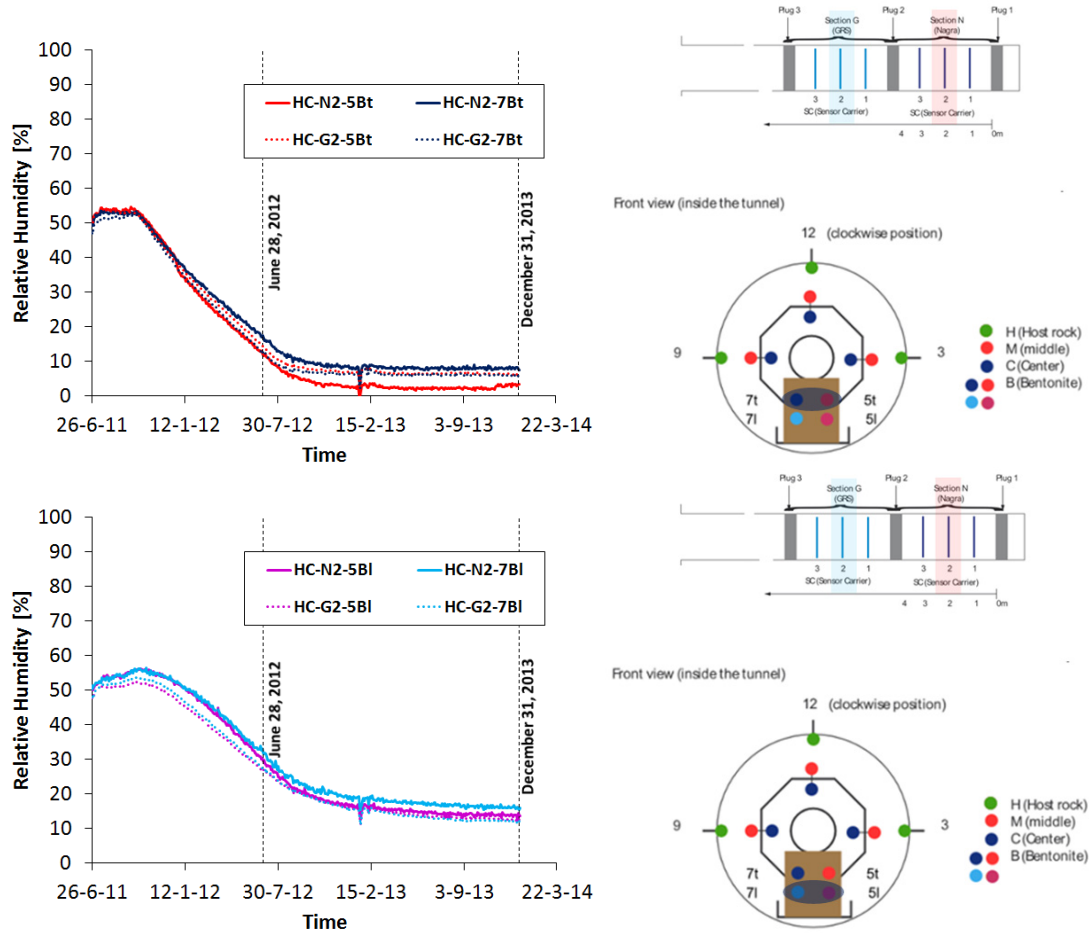 100
90
80
70
60
50
40
30
20
10
0
Relative Humidity [%]
HC-N2-5Bt HC-N2-7Bt
HC-G2-5Bt HC-G2-7Bt
June 28, 2012
December 31, 2013
26-6-11 12-1-12 30-7-12 15-2-13 3-9-13 22-3-14
Time
Plug 3 Section G Plug 2 Section N Plug 1
(GRS) (Nagra)
3 2 1 3 2 1
SC (Sensor Carrier) SC (Sensor Carrier)
4 3 2 1 0m
Front view (inside the tunnel)
12 (clockwise position)
9 3
H (Host rock)
M (middle)
C (Center)
B (Bentonite)
7t 5t
7l 5l
100
90
80
70
60
50
40
30
20
10
0
Relative Humidity [%]
HC-N2-5Bl HC-N2-7Bl
HC-G2-5Bl HC-G2-7Bl
June 28, 2012
December 31, 2013
26-6-11 12-1-12 30-7-12 15-2-13 3-9-13 22-3-14
Time
Plug 3 Section G Plug 2 Section N Plug 1
(GRS) (Nagra)
3 2 1 3 2 1
SC (Sensor Carrier) SC (Sensor Carrier)
4 3 2 1 0m
Front view (inside the tunnel)
12 (clockwise position)
9 3
H (Host rock)
M (middle)
C (Center)
B (Bentonite)
7t 5t
7l 5l